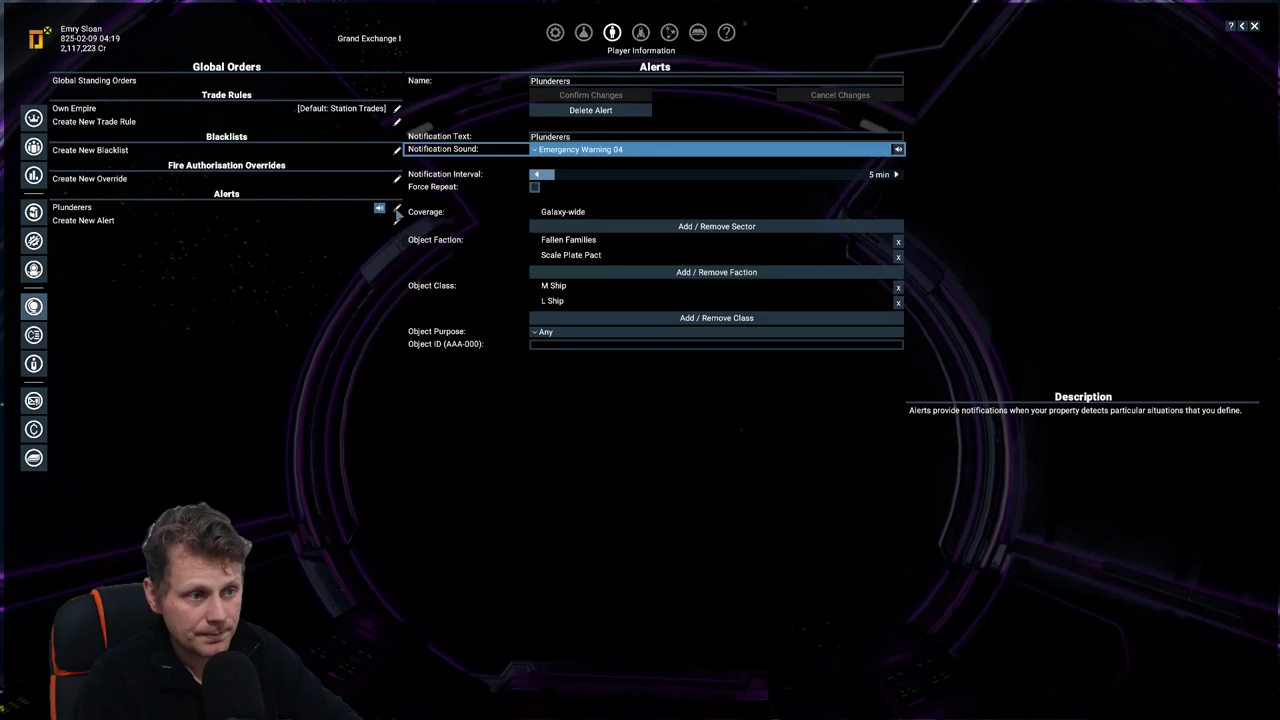 Emry Sloan
825-02-09 04:19
2,117,223 Cr
Grand Exchange I
Player Information
Global Orders
Global Standing Orders
Trade Rules
Own Empire [Default: Station Trades]
Create New Trade Rule
Blacklists
Create New Blacklist
Fire Authorisation Overrides
Create New Override
Alerts
Plunderers
Create New Alert
Alerts
Name: Plunderers
Confirm Changes Cancel Changes
Delete Alert
Notification Text: Plunderers
Notification Sound: Emergency Warning 04
Notification Interval: 5 min
Force Repeat:
Coverage: Galaxy-wide
Add / Remove Sector
Object Faction: Fallen Families x
Scale Plate Pact x
Add / Remove Faction
Object Class: M Ship x
L Ship x
Add / Remove Class
Object Purpose: Any
Object ID (AAA-000):
Description
Alerts provide notifications when your property detects particular situations that you define.